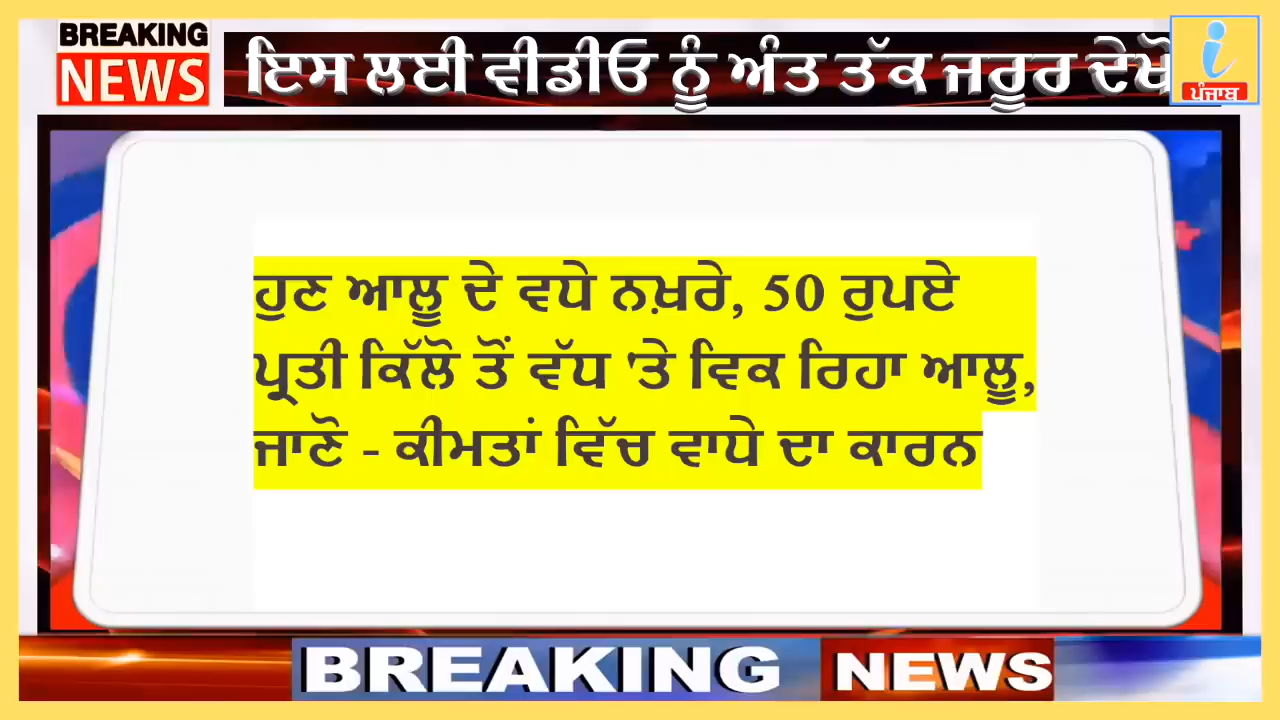 BREAKING
NEWS
ਇਸ ਲਈ ਵੀਡੀਓ ਨੂੰ ਅੰਤ ਤੱਕ ਜਰੂਰ ਦੇਖੋ
i
ਪੰਜਾਬ
ਹੁਣ ਆਲੂ ਦੇ ਵਧੇ ਨਖ਼ਰੇ, 50 ਰੁਪਏ
ਪ੍ਰਤੀ ਕਿੱਲੋ ਤੋਂ ਵੱਧ 'ਤੇ ਵਿਕ ਰਿਹਾ ਆਲੂ,
ਜਾਣੋ - ਕੀਮਤਾਂ ਵਿੱਚ ਵਾਧੇ ਦਾ ਕਾਰਨ
BREAKING NEWS